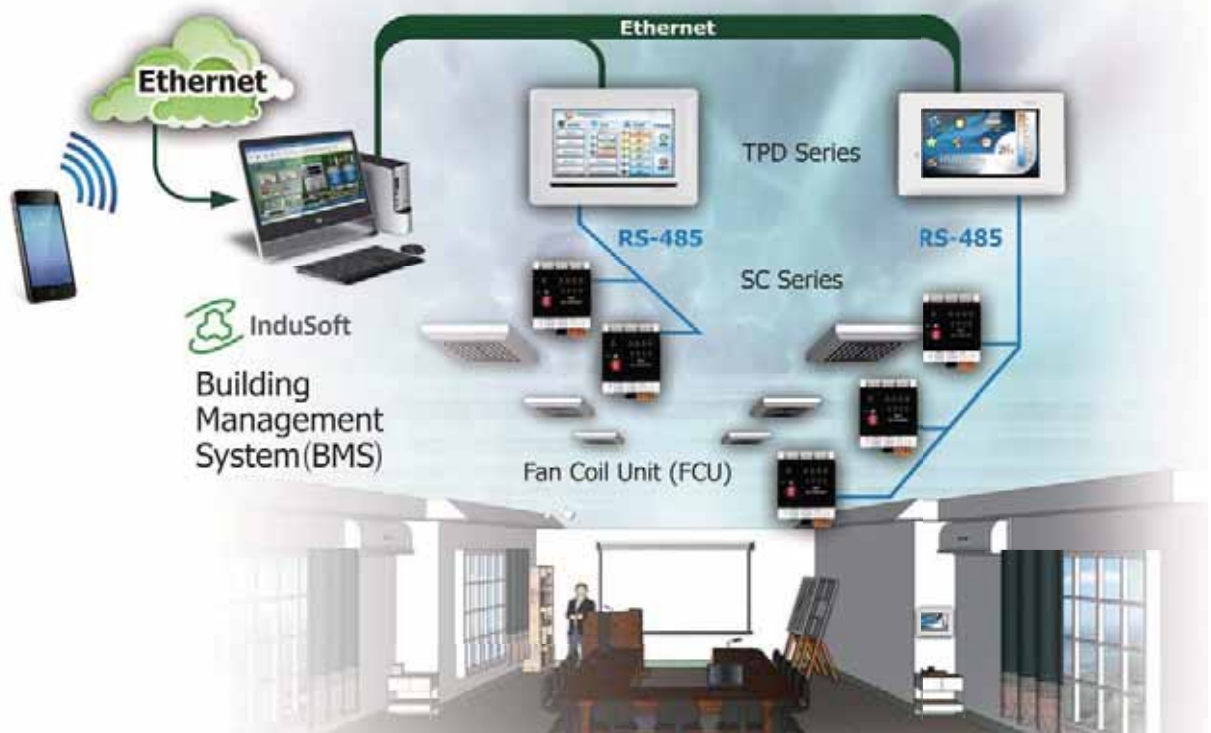 Ethernet
Ethernet
TPD Series
RS-485
RS-485
SC Series
InduSoft
Building
Management
System(BMS)
Fan Coil Unit (FCU)